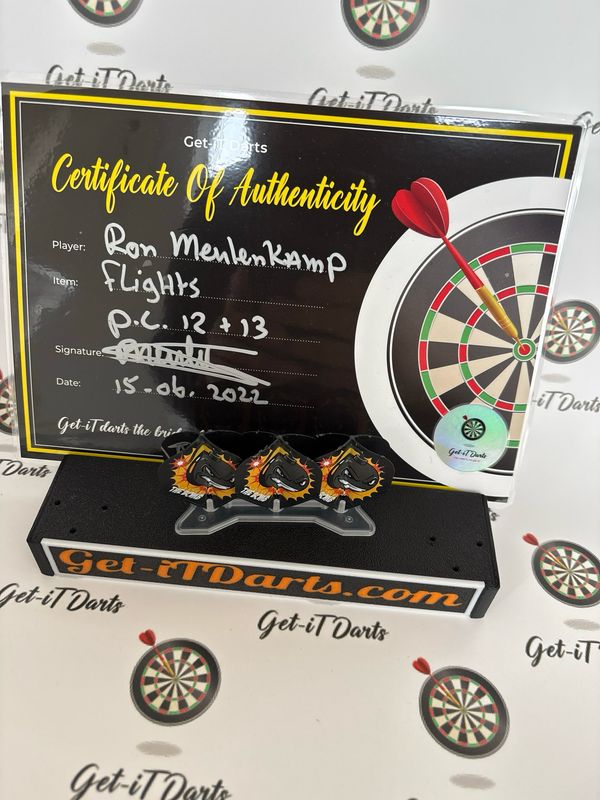 Get-iT Darts
Get-iT Darts
Get-iT Darts
Certificate Of Authenticity
Player: Ron Meulenkamp
Item: Flights
P.C. 12 + 13
Signature:
Date: 15-06. 2022
Get-iT darts the
Get-iT Darts
Get-iTDarts.com
Get-iT Darts
Get-iT Darts
Get-iT Darts